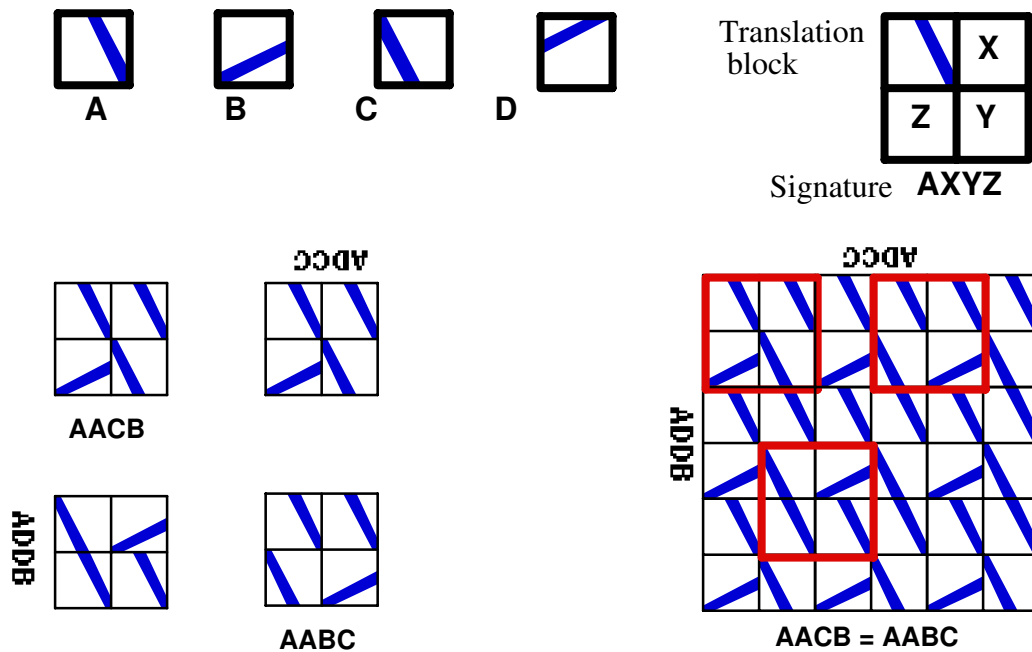 A
B
C
D
Translation
block
X
Z
Y
Signature AXYZ
ADCC
AACB
ADDB
AABC
ADCC
ADDB
AACB = AABC